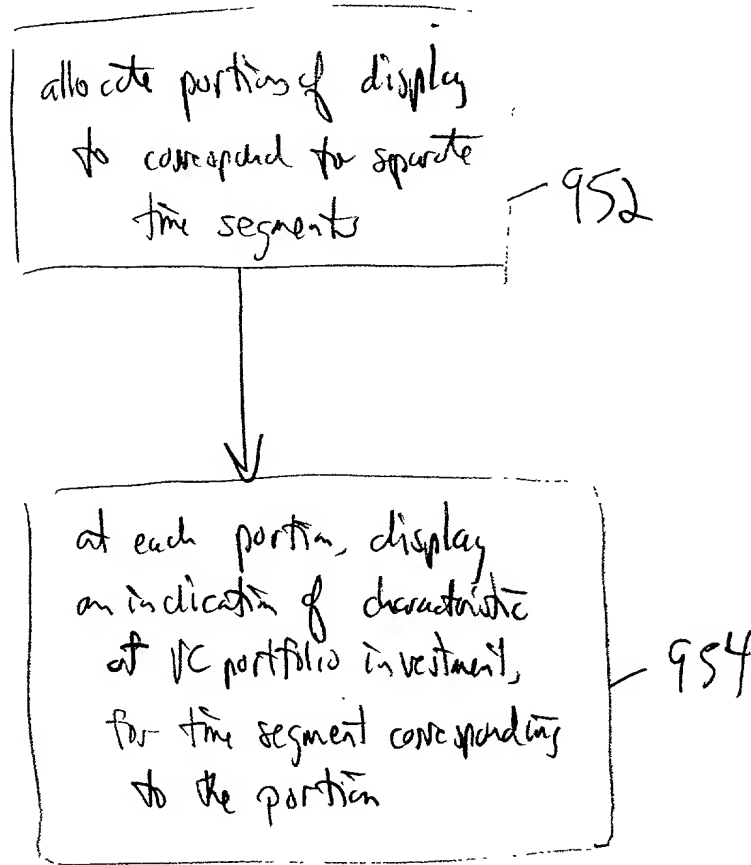 allocate portions of display
to correspond to separate
time segments
952
at each portion, display
an indication of characteristic
of VC portfolio investment,
for time segment corresponding
to the portion
954